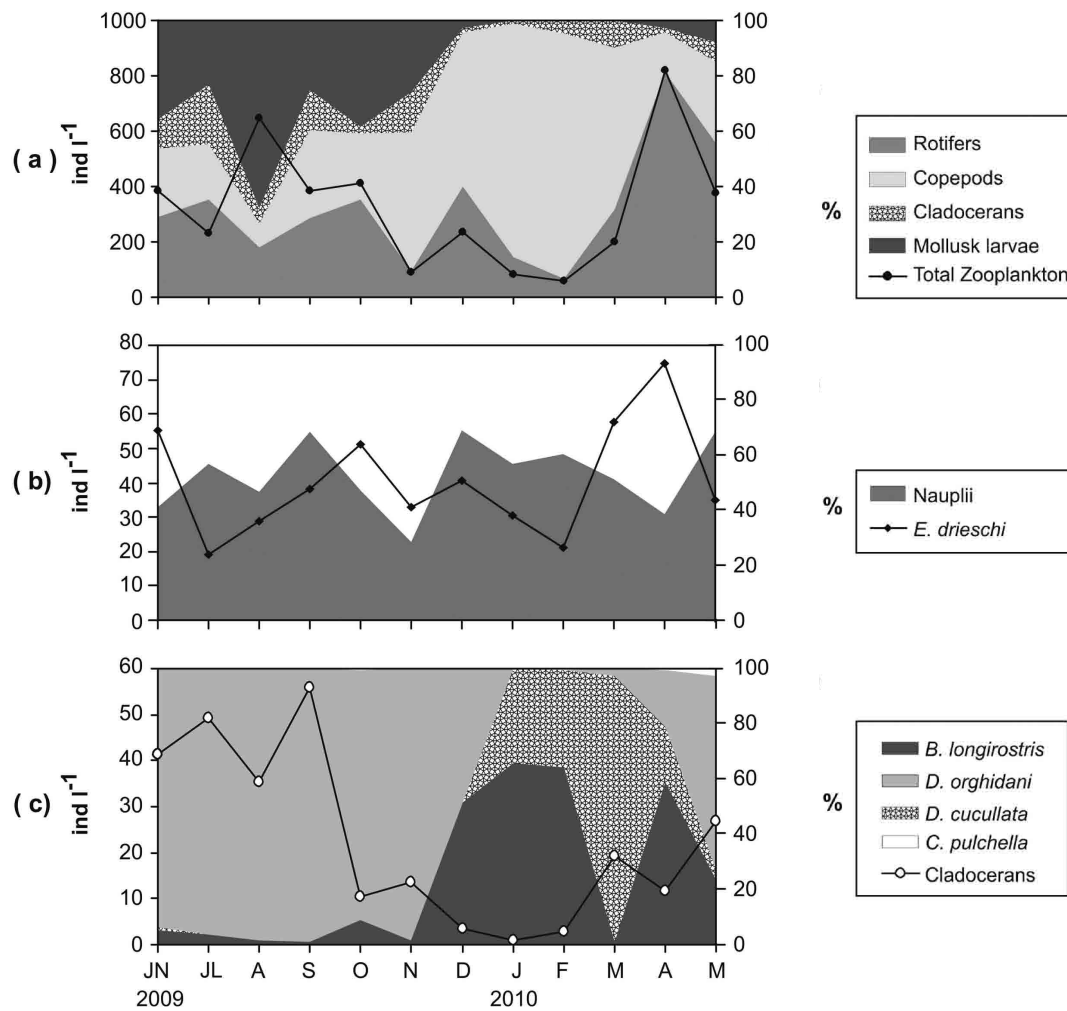 ( a )
ind l⁻¹
1000
800
600
400
200
0
100
80
60
40
20
0
%
Rotifers
Copepods
Cladocerans
Mollusk larvae
Total Zooplankton
( b )
ind l⁻¹
80
70
60
50
40
30
20
10
0
100
80
60
40
20
0
%
Nauplii
E. drieschi
( c )
ind l⁻¹
60
50
40
30
20
10
0
100
80
60
40
20
0
%
B. longirostris
D. orghidani
D. cucullata
C. pulchella
Cladocerans
JN JL A S O N D J F M A M
2009 2010